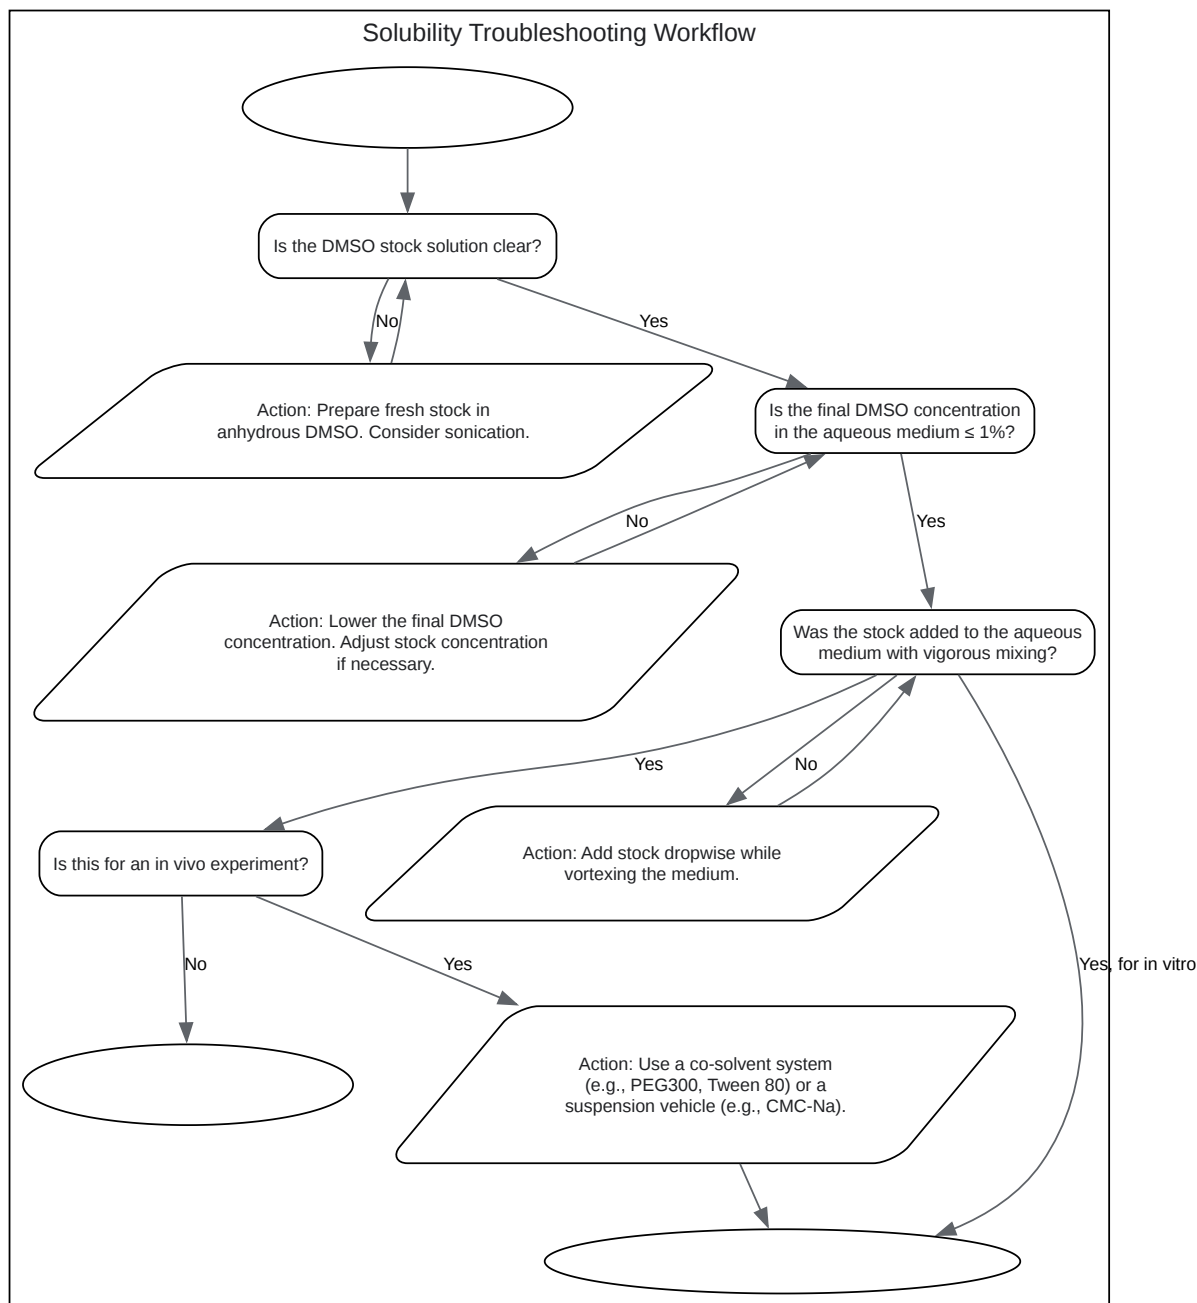 Solubility Troubleshooting Workflow
Is the DMSO stock solution clear?
No
Yes
Action: Prepare fresh stock in
anhydrous DMSO. Consider sonication.
Is the final DMSO concentration
in the aqueous medium ≤ 1%?
No
Yes
Action: Lower the final DMSO
concentration. Adjust stock concentration
if necessary.
Was the stock added to the aqueous
medium with vigorous mixing?
Yes
No
Is this for an in vivo experiment?
Action: Add stock dropwise while
vortexing the medium.
No
Yes
Yes, for in vitro
Action: Use a co-solvent system
(e.g., PEG300, Tween 80) or a
suspension vehicle (e.g., CMC-Na).